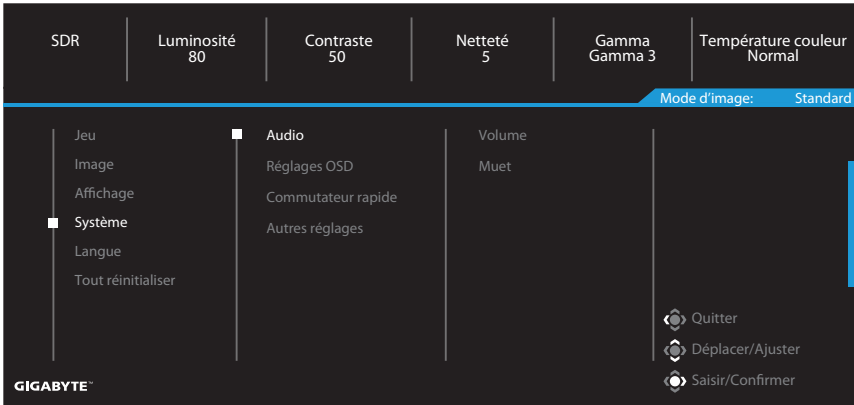 SDR
Luminosité
80
Contraste
50
Netteté
5
Gamma
Gamma 3
Température couleur
Normal
Mode d'image: Standard
Jeu
Image
Affichage
Système
Langue
Tout réinitialiser
Audio
Réglages OSD
Commutateur rapide
Autres réglages
Volume
Muet
Quitter
Déplacer/Ajuster
Saisir/Confirmer
GIGABYTE™